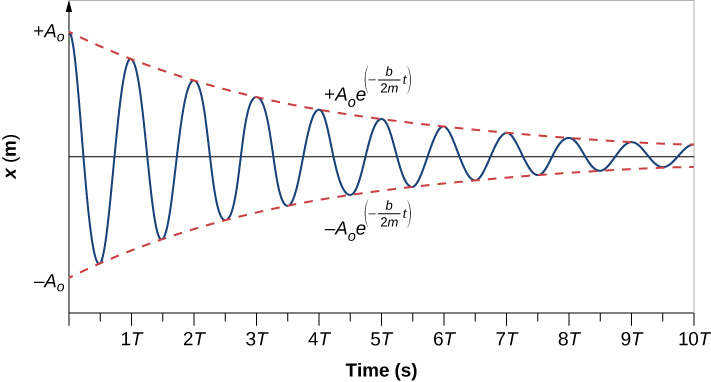 +Aₒ
+Aₒe^(−b/2m t)
x (m)
−Aₒe^(−b/2m t)
−Aₒ
1T 2T 3T 4T 5T 6T 7T 8T 9T 10T
Time (s)